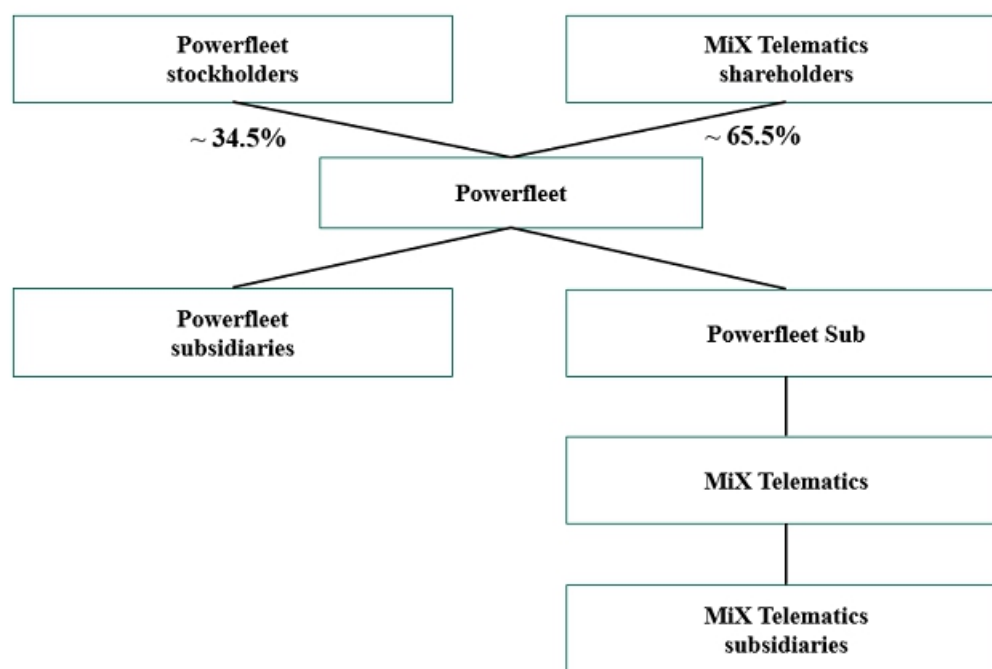 Powerfleet
stockholders
MiX Telematics
shareholders
~ 34.5%
~ 65.5%
Powerfleet
Powerfleet
subsidiaries
Powerfleet Sub
MiX Telematics
MiX Telematics
subsidiaries